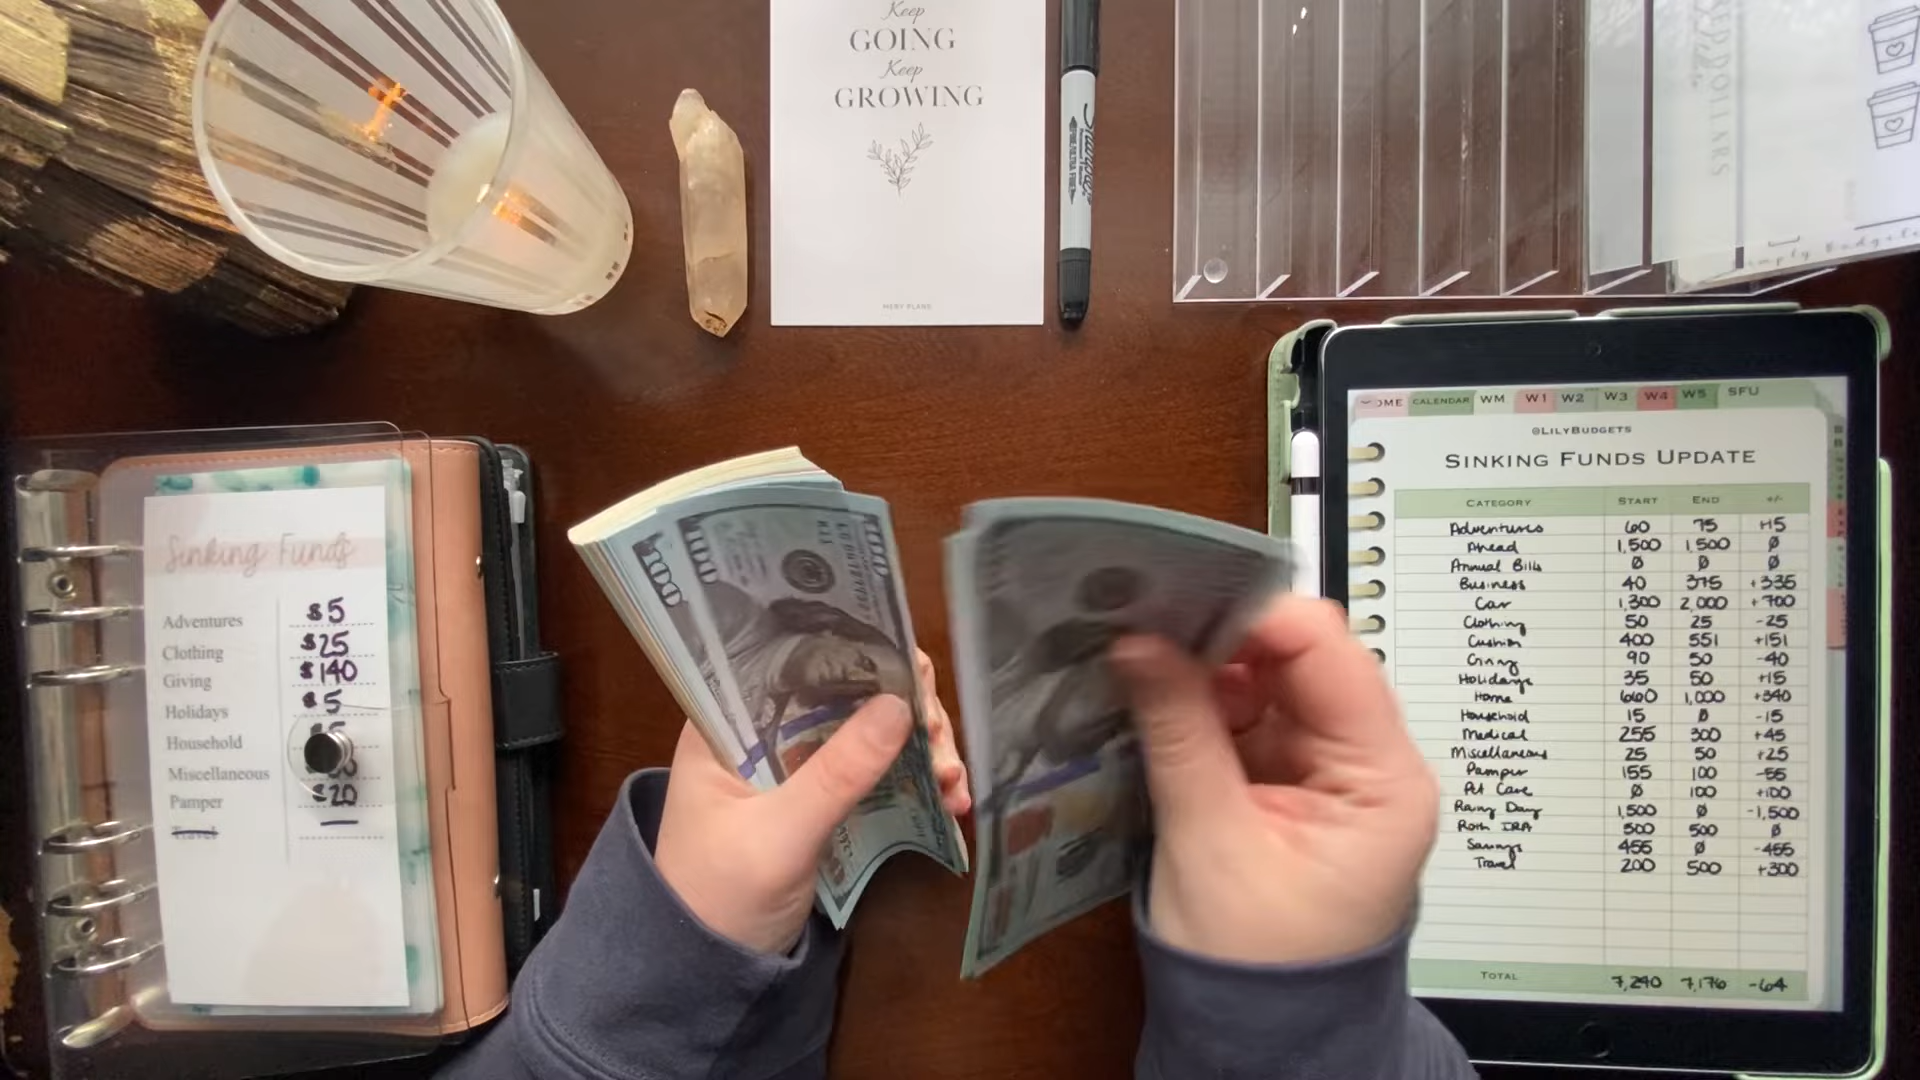 Keep
GOING
Keep
GROWING
MERY PLANS
Sharpie
DOLLARS
Sinking Funds
Adventures $5
Clothing $25
Giving $140
Holidays $5
Household
Miscellaneous
Pamper $20
Travel
100
100
100
CALENDAR WM W1 W2 W3 W4 W5 SFU
@LILYBUDGETS
SINKING FUNDS UPDATE
CATEGORY START END +/-
Adventures 60 75 +15
Ahead 1,500 1,500 Ø
Annual Bills Ø Ø Ø
Business 40 375 +335
Car 1,300 2,000 +700
Clothing 50 25 -25
Cushion 400 551 +151
Giving 90 50 -40
Holidays 35 50 +15
Home 660 1,000 +340
Household 15 Ø -15
Medical 255 300 +45
Miscellaneous 25 50 +25
Pamper 155 100 -55
Pet Care Ø 100 +100
Rainy Day 1,500 Ø -1,500
Roth IRA 500 500 Ø
Savings 455 Ø -455
Travel 200 500 +300
TOTAL 7,240 7,176 -64